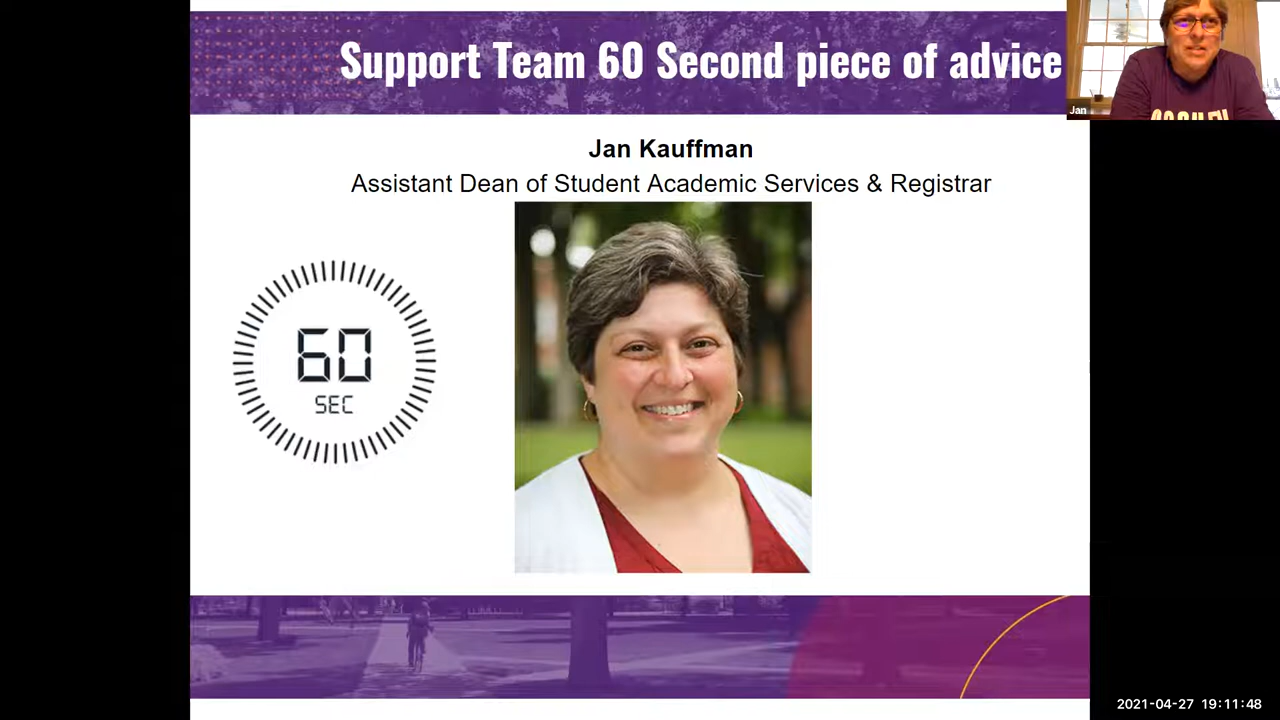 Support Team 60 Second piece of advice
Jan
Jan Kauffman
Assistant Dean of Student Academic Services & Registrar
60
SEC
2021-04-27 19:11:48